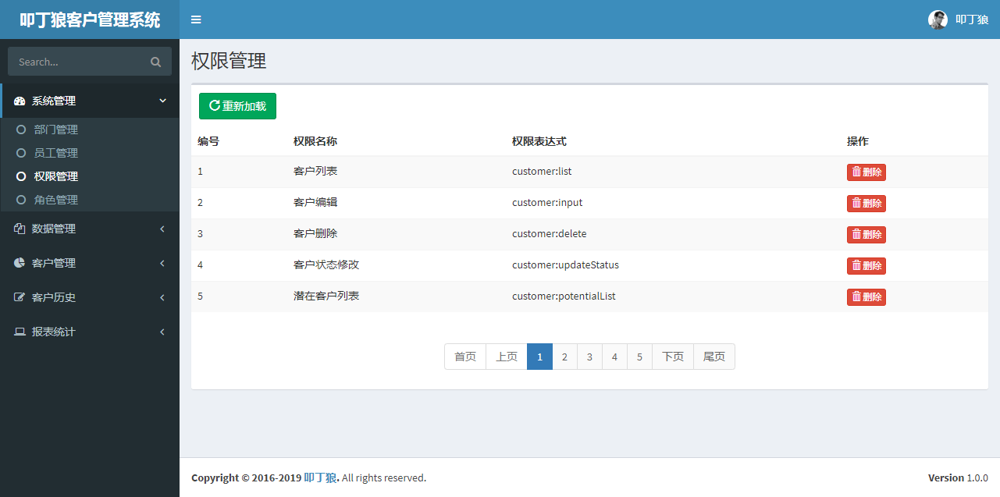 叩丁狼客户管理系统
叩丁狼
Search...
系统管理
部门管理
员工管理
权限管理
角色管理
数据管理
客户管理
客户历史
报表统计
权限管理
重新加载
编号 权限名称 权限表达式 操作
1 客户列表 customer:list 删除
2 客户编辑 customer:input 删除
3 客户删除 customer:delete 删除
4 客户状态修改 customer:updateStatus 删除
5 潜在客户列表 customer:potentialList 删除
首页 上页 1 2 3 4 5 下页 尾页
Copyright © 2016-2019 叩丁狼. All rights reserved. Version 1.0.0